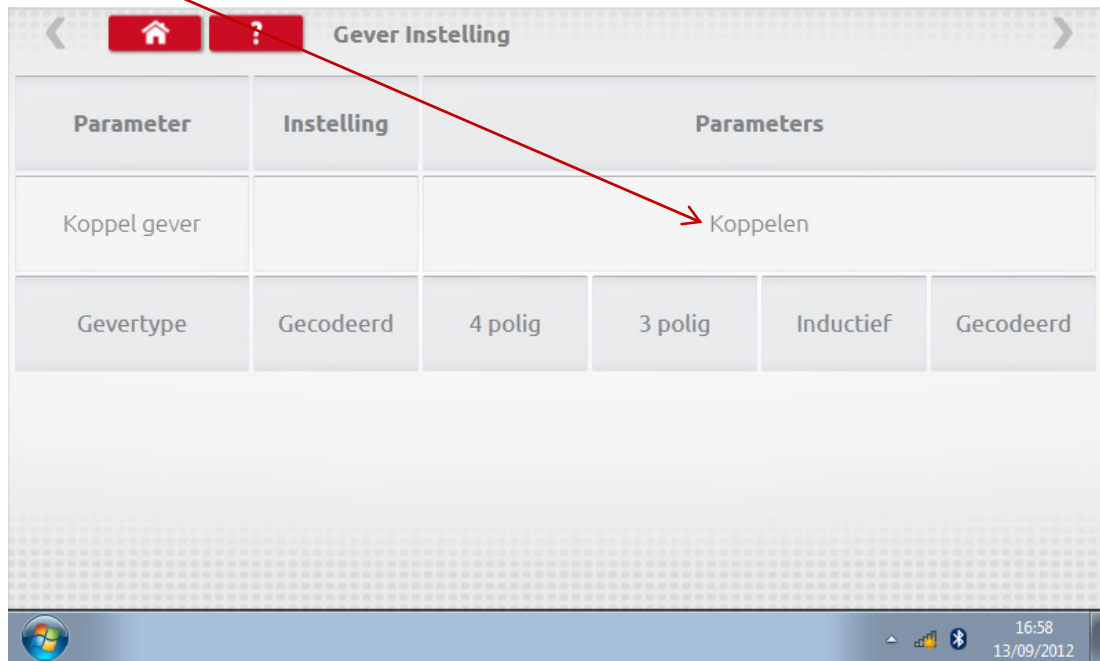 ? Gever Instelling
Parameter Instelling Parameters
Koppel gever Koppelen
Gevertype Gecodeerd 4 polig 3 polig Inductief Gecodeerd
16:58
13/09/2012